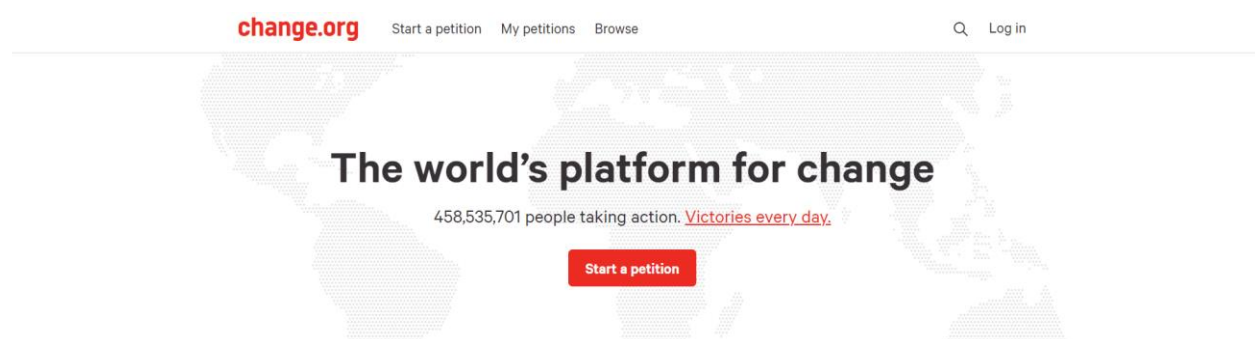 change.org Start a petition My petitions Browse Log in
The world’s platform for change
458,535,701 people taking action. Victories every day.
Start a petition